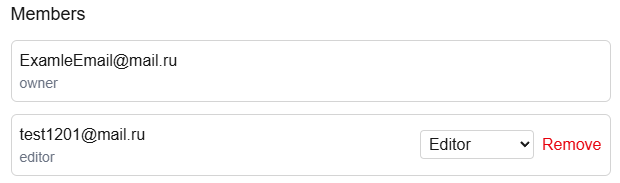 Members
ExamleEmail@mail.ru
owner
test1201@mail.ru
editor
Editor
Remove